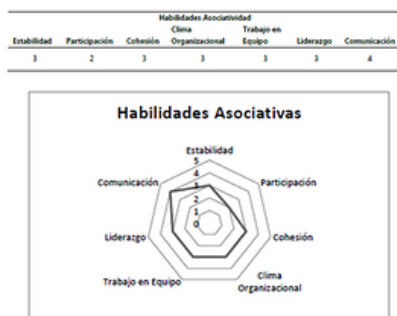 Habilidades Asociatividad
Estabilidad Participación Cohesión Clima Organizacional Trabajo en Equipo Liderazgo Comunicación
3 2 3 3 3 3 4
Habilidades Asociativas
Estabilidad
5
4
3
2
1
0
Comunicación
Participación
Liderazgo
Cohesión
Trabajo en Equipo
Clima
Organizacional